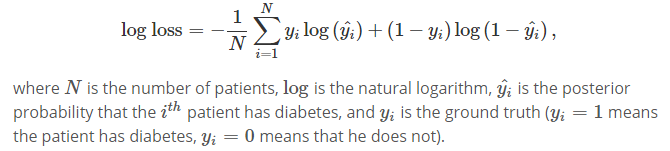 log loss = −\frac{1}{N} \sum_{i=1}^{N} y_i log (ŷ_i) + (1 − y_i) log (1 − ŷ_i) ,
where N is the number of patients, log is the natural logarithm, ŷ_i is the posterior
probability that the i^{th} patient has diabetes, and y_i is the ground truth (y_i = 1 means
the patient has diabetes, y_i = 0 means that he does not).